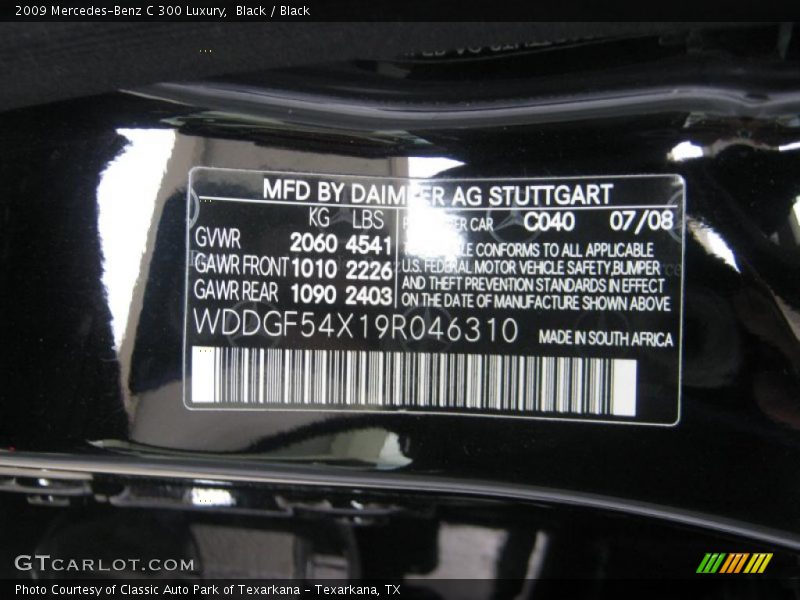 2009 Mercedes-Benz C 300 Luxury,  Black / Black
MFD BY DAIMLER AG STUTTGART
KG LBS
GVWR 2060 4541
GAWR FRONT 1010 2226
GAWR REAR 1090 2403
CAR C040 07/08
CONFORMS TO ALL APPLICABLE
U.S. FEDERAL MOTOR VEHICLE SAFETY,BUMPER
AND THEFT PREVENTION STANDARDS IN EFFECT
ON THE DATE OF MANUFACTURE SHOWN ABOVE
WDDGF54X19R046310
MADE IN SOUTH AFRICA
GTCARLOT.COM
Photo Courtesy of Classic Auto Park of Texarkana - Texarkana, TX